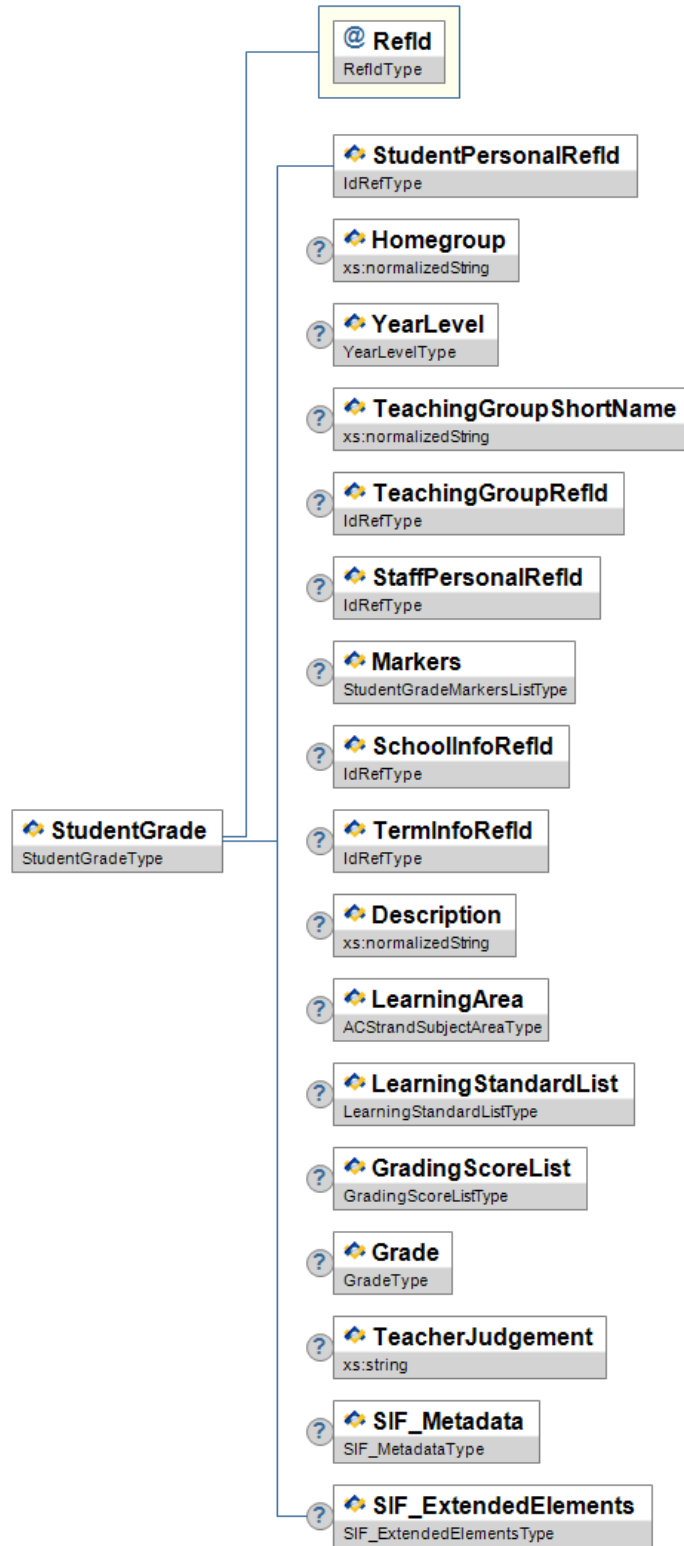 @ RefId
RefIdType
StudentPersonalRefId
IdRefType
? Homegroup
xs:normalizedString
? YearLevel
YearLevelType
? TeachingGroupShortName
xs:normalizedString
? TeachingGroupRefId
IdRefType
? StaffPersonalRefId
IdRefType
? Markers
StudentGradeMarkersListType
? SchoolInfoRefId
IdRefType
StudentGrade
StudentGradeType
? TermInfoRefId
IdRefType
? Description
xs:normalizedString
? LearningArea
ACStrandSubjectAreaType
? LearningStandardList
LearningStandardListType
? GradingScoreList
GradingScoreListType
? Grade
GradeType
? TeacherJudgement
xs:string
? SIF_Metadata
SIF_MetadataType
? SIF_ExtendedElements
SIF_ExtendedElementsType